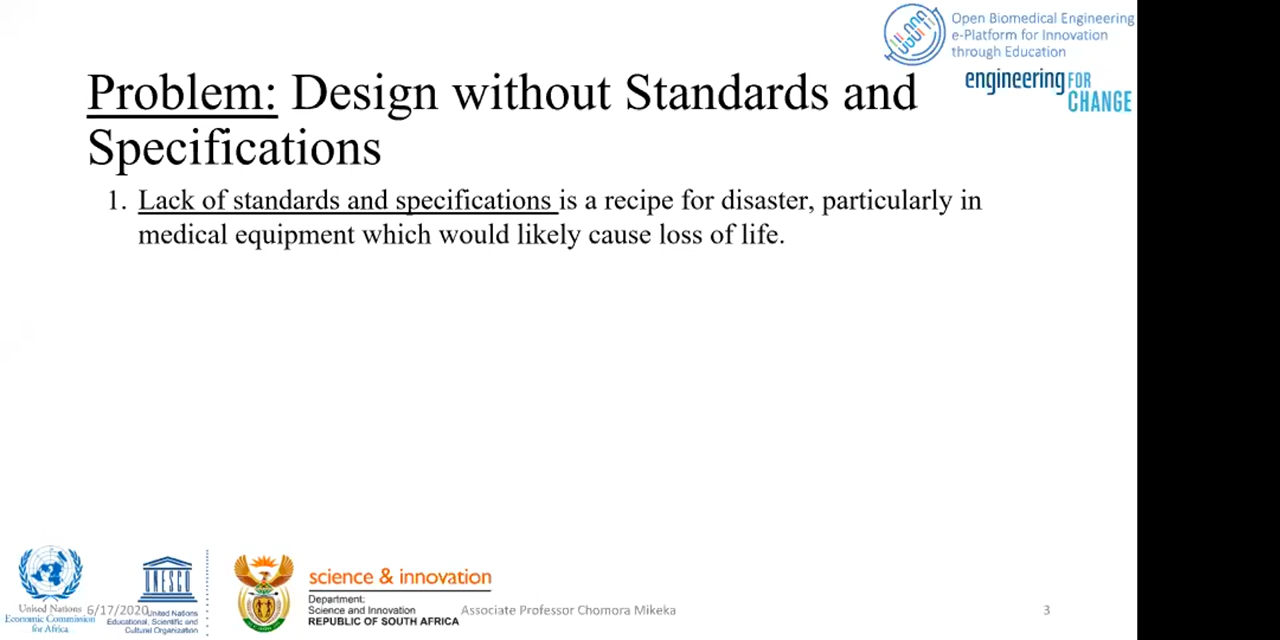 Open Biomedical Engineering
e-Platform for Innovation
through Education
engineering FOR
CHANGE
Problem: Design without Standards and
Specifications
1. Lack of standards and specifications is a recipe for disaster, particularly in
medical equipment which would likely cause loss of life.
United Nations
Economic Commission
for Africa
6/17/2020
UNESCO
United Nations
Educational, Scientific and
Cultural Organization
science & innovation
Department:
Science and Innovation
REPUBLIC OF SOUTH AFRICA
Associate Professor Chomora Mikeka
3